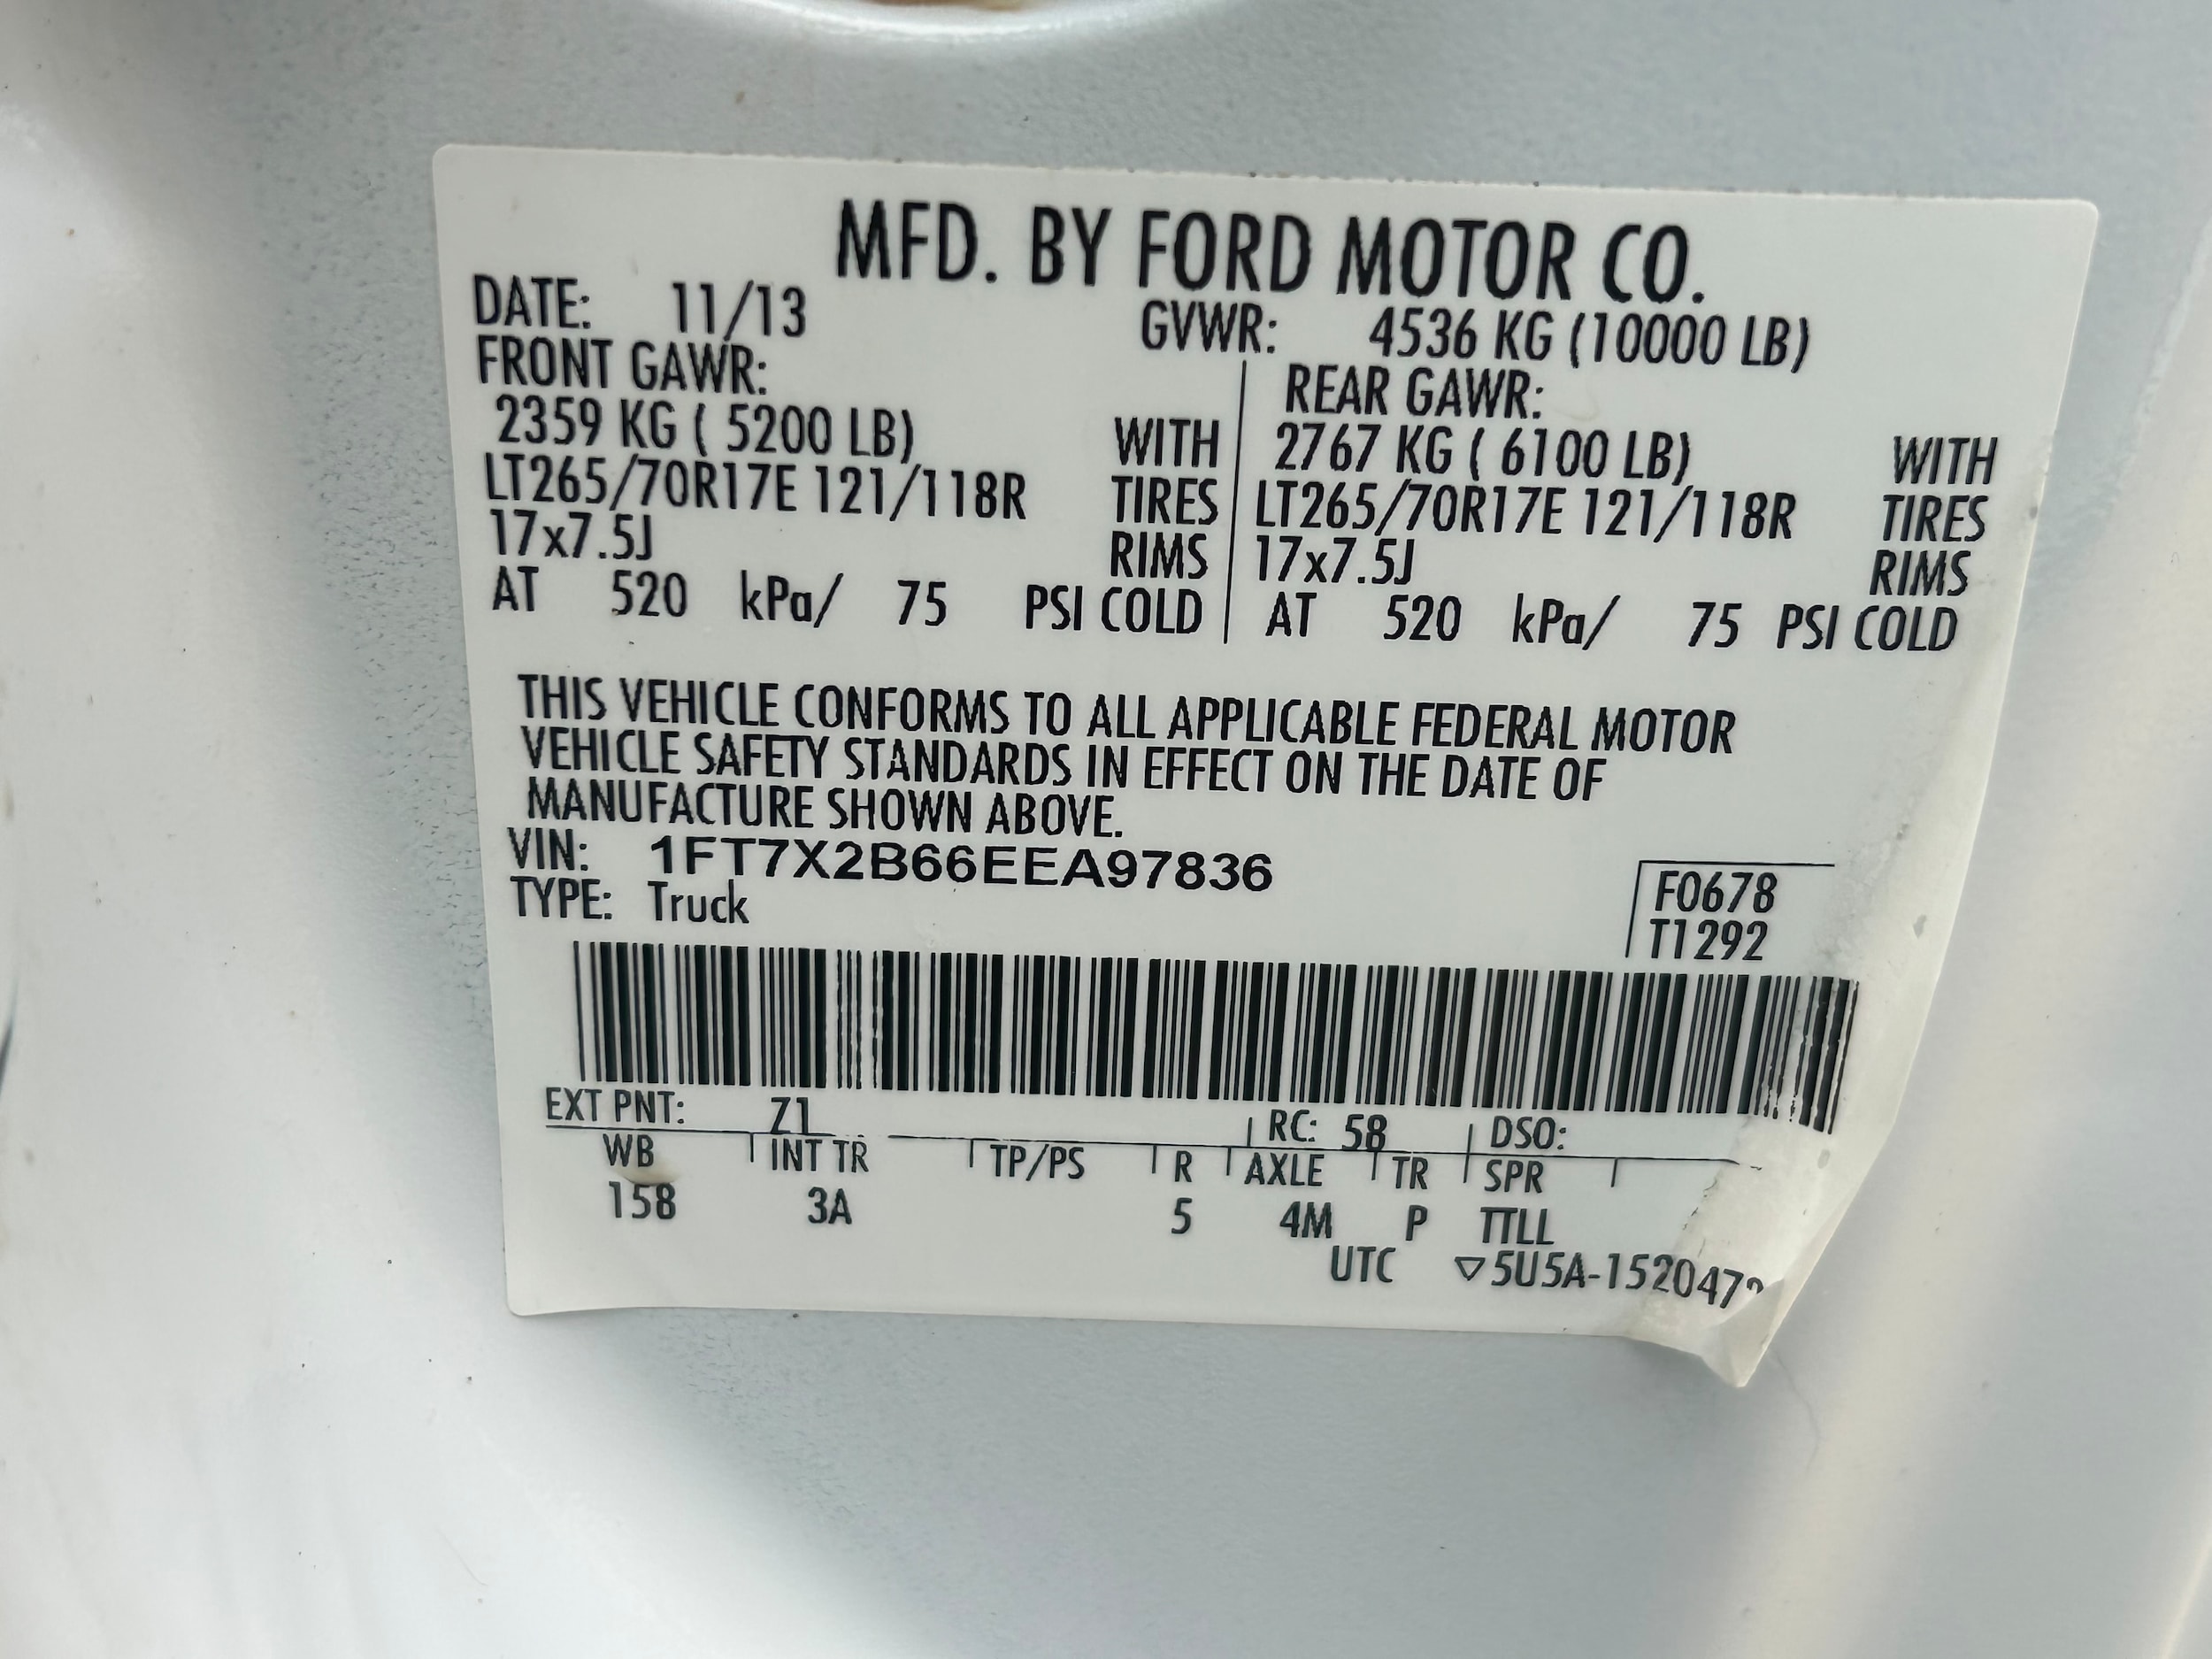 MFD. BY FORD MOTOR CO.
DATE: 11/13 GVWR: 4536 KG (10000 LB)
FRONT GAWR: REAR GAWR:
2359 KG ( 5200 LB) WITH 2767 KG ( 6100 LB) WITH
LT265/70R17E 121/118R TIRES LT265/70R17E 121/118R TIRES
17x7.5J RIMS 17x7.5J RIMS
AT 520 kPa/ 75 PSI COLD AT 520 kPa/ 75 PSI COLD
THIS VEHICLE CONFORMS TO ALL APPLICABLE FEDERAL MOTOR
VEHICLE SAFETY STANDARDS IN EFFECT ON THE DATE OF
MANUFACTURE SHOWN ABOVE.
VIN: 1FT7X2B66EEA97836 F0678
TYPE: Truck T1292
EXT PNT: Z1 RC: 58 DSO:
WB INT TR TP/PS R AXLE TR SPR
158 3A 5 4M P TTLL
UTC ▽5U5A-1520472